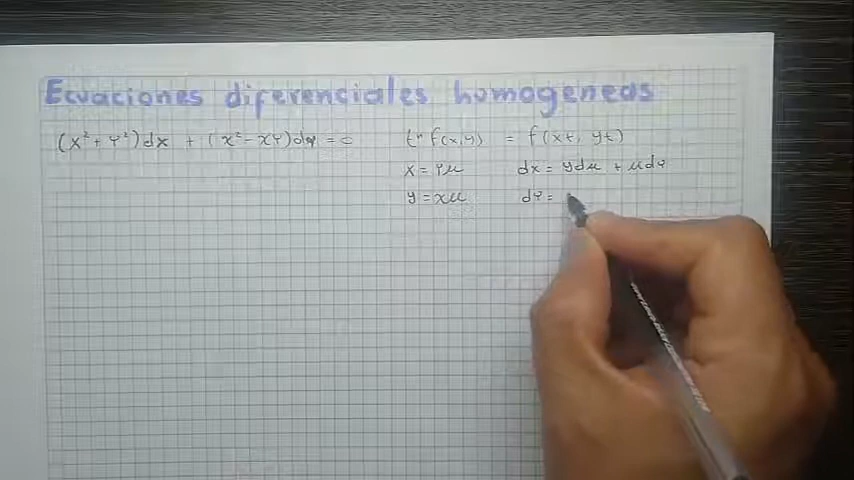 Ecuaciones diferenciales homogeneas
(x² + y²)dx + (x² - xy)dy = 0
tⁿ f(x,y) = f(xt, yt)
x = yu dx = ydu + udy
y = xu dy =